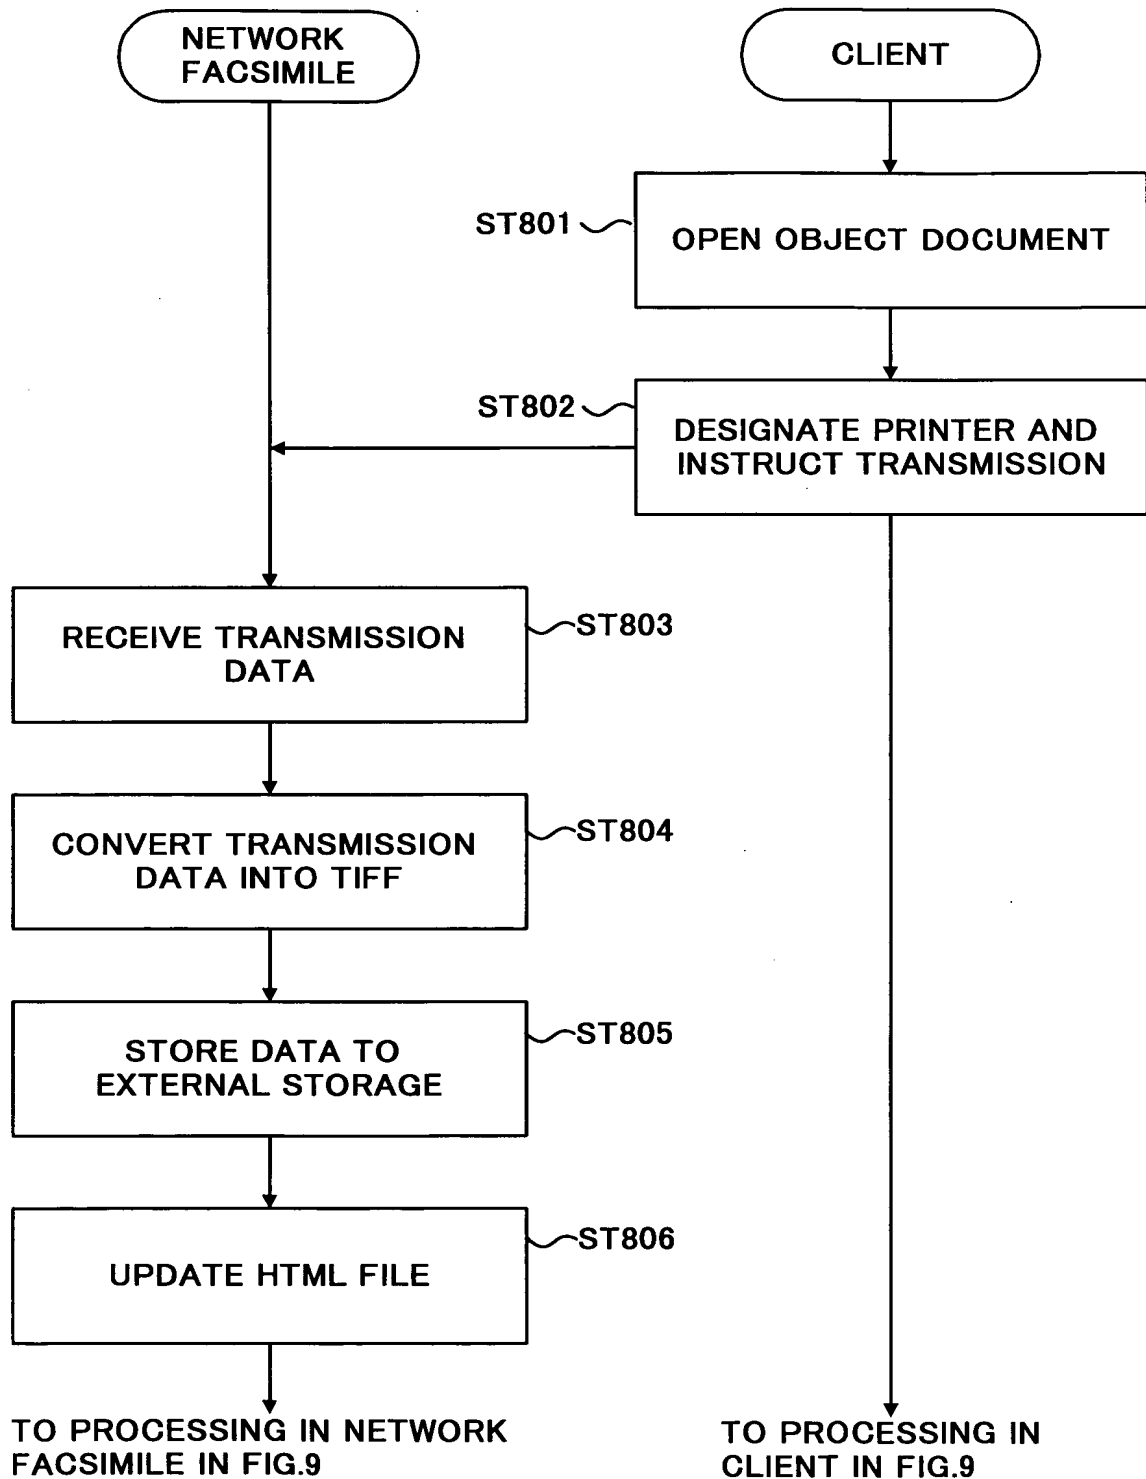 NETWORK
FACSIMILE
CLIENT
ST801
OPEN OBJECT DOCUMENT
ST802
DESIGNATE PRINTER AND
INSTRUCT TRANSMISSION
RECEIVE TRANSMISSION
DATA
ST803
CONVERT TRANSMISSION
DATA INTO TIFF
ST804
STORE DATA TO
EXTERNAL STORAGE
ST805
UPDATE HTML FILE
ST806
TO PROCESSING IN NETWORK
FACSIMILE IN FIG.9
TO PROCESSING IN
CLIENT IN FIG.9